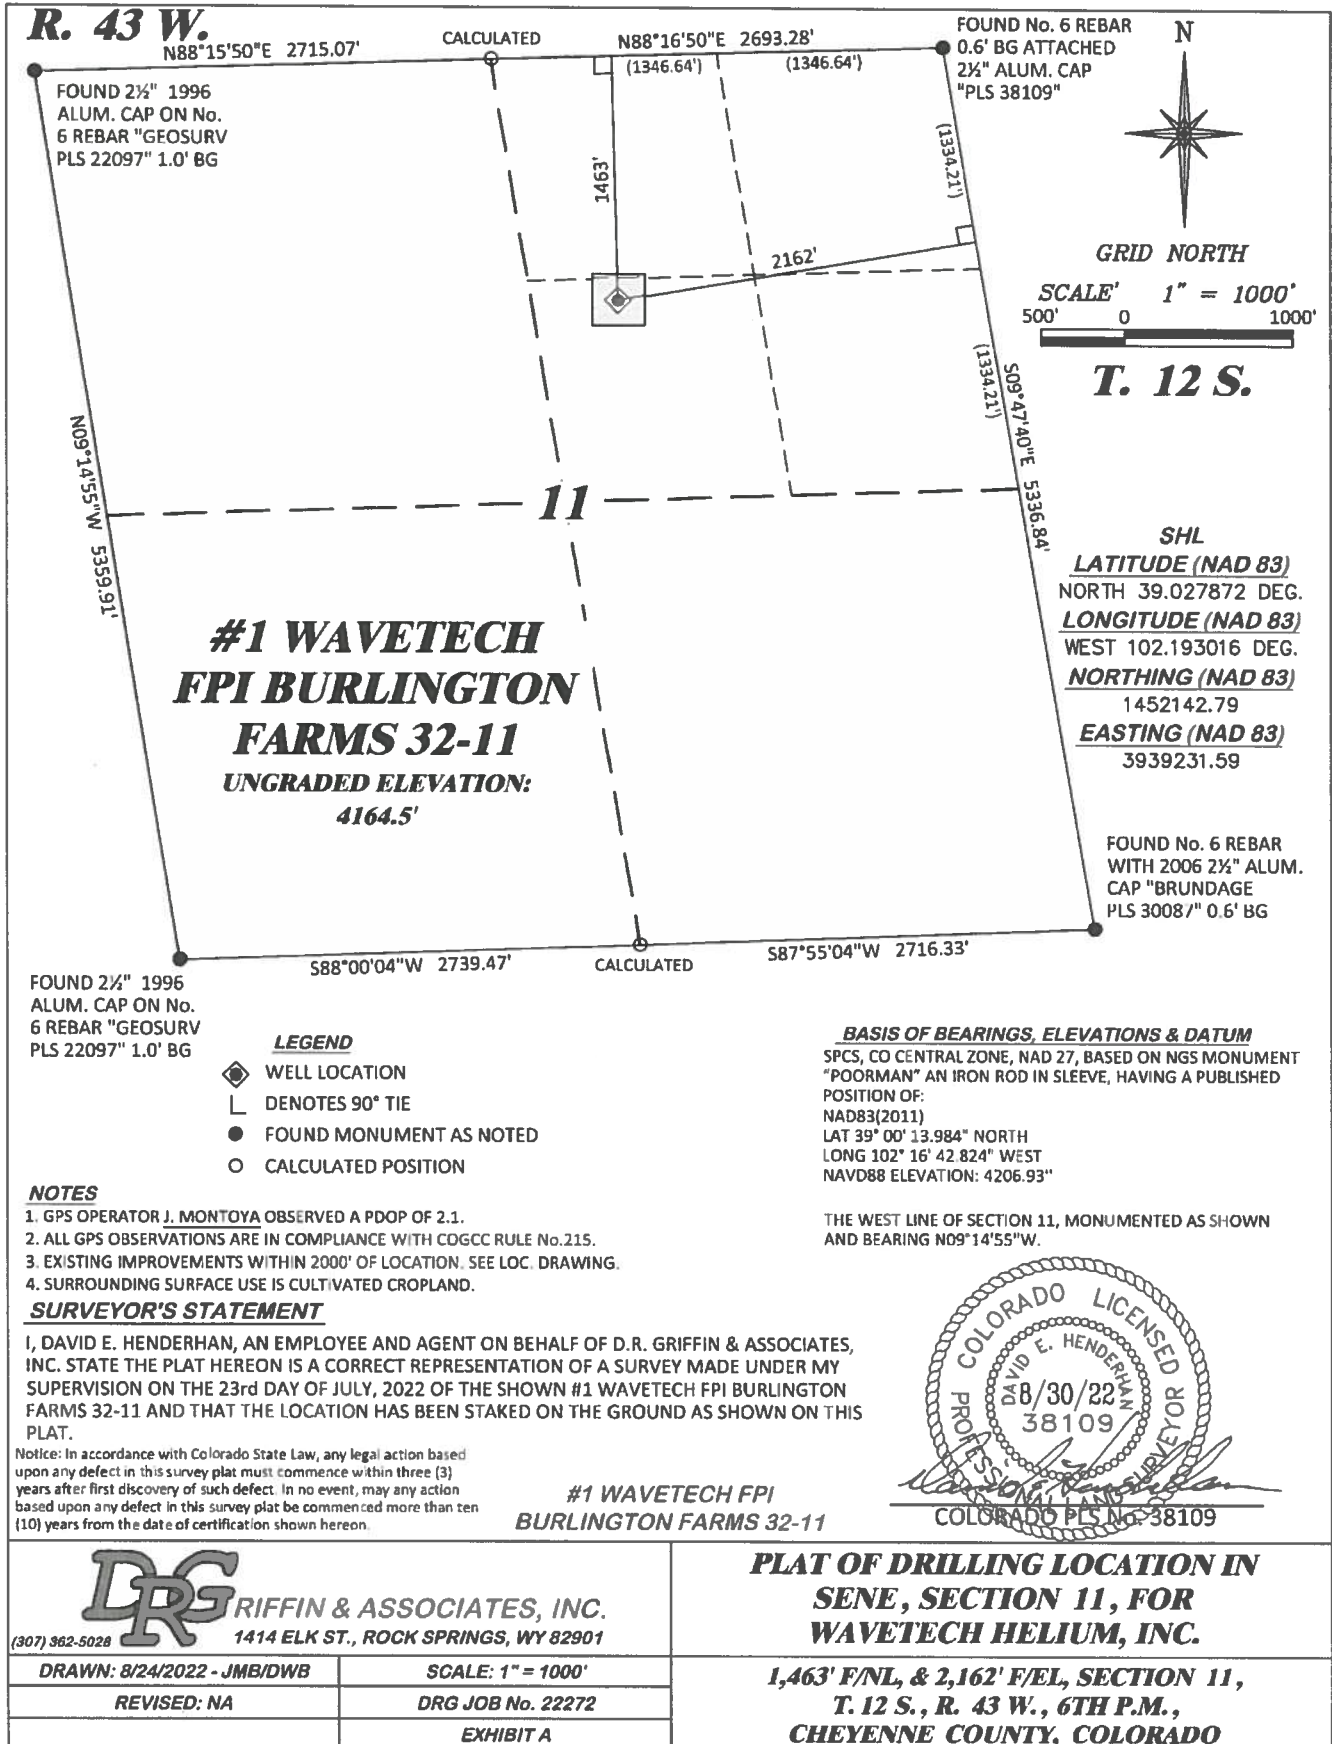 R. 43 W.
N88°15'50"E 2715.07'
CALCULATED
N88°16'50"E 2693.28'
(1346.64') (1346.64')
FOUND No. 6 REBAR
0.6' BG ATTACHED
2½" ALUM. CAP
"PLS 38109"
N
FOUND 2½" 1996
ALUM. CAP ON No.
6 REBAR "GEOSURV
PLS 22097" 1.0' BG
1463'
(1334.21')
2162'
GRID NORTH
SCALE' 1" = 1000'
500' 0 1000'
T. 12 S.
(1334.21')
S09°47'40"E 5336.84'
N09°14'55"W 5359.91'
11
SHL
LATITUDE (NAD 83)
NORTH 39.027872 DEG.
LONGITUDE (NAD 83)
WEST 102.193016 DEG.
NORTHING (NAD 83)
1452142.79
EASTING (NAD 83)
3939231.59
#1 WAVETECH
FPI BURLINGTON
FARMS 32-11
UNGRADED ELEVATION:
4164.5'
FOUND No. 6 REBAR
WITH 2006 2½" ALUM.
CAP "BRUNDAGE
PLS 30087" 0.6' BG
S88°00'04"W 2739.47'
CALCULATED
S87°55'04"W 2716.33'
FOUND 2½" 1996
ALUM. CAP ON No.
6 REBAR "GEOSURV
PLS 22097" 1.0' BG
LEGEND
WELL LOCATION
DENOTES 90° TIE
FOUND MONUMENT AS NOTED
CALCULATED POSITION
BASIS OF BEARINGS, ELEVATIONS & DATUM
SPCS, CO CENTRAL ZONE, NAD 27, BASED ON NGS MONUMENT
"POORMAN" AN IRON ROD IN SLEEVE, HAVING A PUBLISHED
POSITION OF:
NAD83(2011)
LAT 39° 00' 13.984" NORTH
LONG 102° 16' 42.824" WEST
NAVD88 ELEVATION: 4206.93"
THE WEST LINE OF SECTION 11, MONUMENTED AS SHOWN
AND BEARING N09°14'55"W.
NOTES
1. GPS OPERATOR J. MONTOYA OBSERVED A PDOP OF 2.1.
2. ALL GPS OBSERVATIONS ARE IN COMPLIANCE WITH COGCC RULE No.215.
3. EXISTING IMPROVEMENTS WITHIN 2000' OF LOCATION. SEE LOC. DRAWING.
4. SURROUNDING SURFACE USE IS CULTIVATED CROPLAND.
SURVEYOR'S STATEMENT
I, DAVID E. HENDERHAN, AN EMPLOYEE AND AGENT ON BEHALF OF D.R. GRIFFIN & ASSOCIATES,
INC. STATE THE PLAT HEREON IS A CORRECT REPRESENTATION OF A SURVEY MADE UNDER MY
SUPERVISION ON THE 23rd DAY OF JULY, 2022 OF THE SHOWN #1 WAVETECH FPI BURLINGTON
FARMS 32-11 AND THAT THE LOCATION HAS BEEN STAKED ON THE GROUND AS SHOWN ON THIS
PLAT.
Notice: In accordance with Colorado State Law, any legal action based
upon any defect in this survey plat must commence within three (3)
years after first discovery of such defect. In no event, may any action
based upon any defect in this survey plat be commenced more than ten
(10) years from the date of certification shown hereon.
#1 WAVETECH FPI
BURLINGTON FARMS 32-11
COLORADO LICENSED
PROFESSIONAL LAND SURVEYOR
DAVID E. HENDERHAN
8/30/22
38109
COLORADO PLS No. 38109
DRG
RIFFIN & ASSOCIATES, INC.
(307) 362-5028
1414 ELK ST., ROCK SPRINGS, WY 82901
DRAWN: 8/24/2022 - JMB/DWB
SCALE: 1" = 1000'
REVISED: NA
DRG JOB No. 22272
EXHIBIT A
PLAT OF DRILLING LOCATION IN
SENE, SECTION 11, FOR
WAVETECH HELIUM, INC.
1,463' F/NL, & 2,162' F/EL, SECTION 11,
T. 12 S., R. 43 W., 6TH P.M.,
CHEYENNE COUNTY, COLORADO